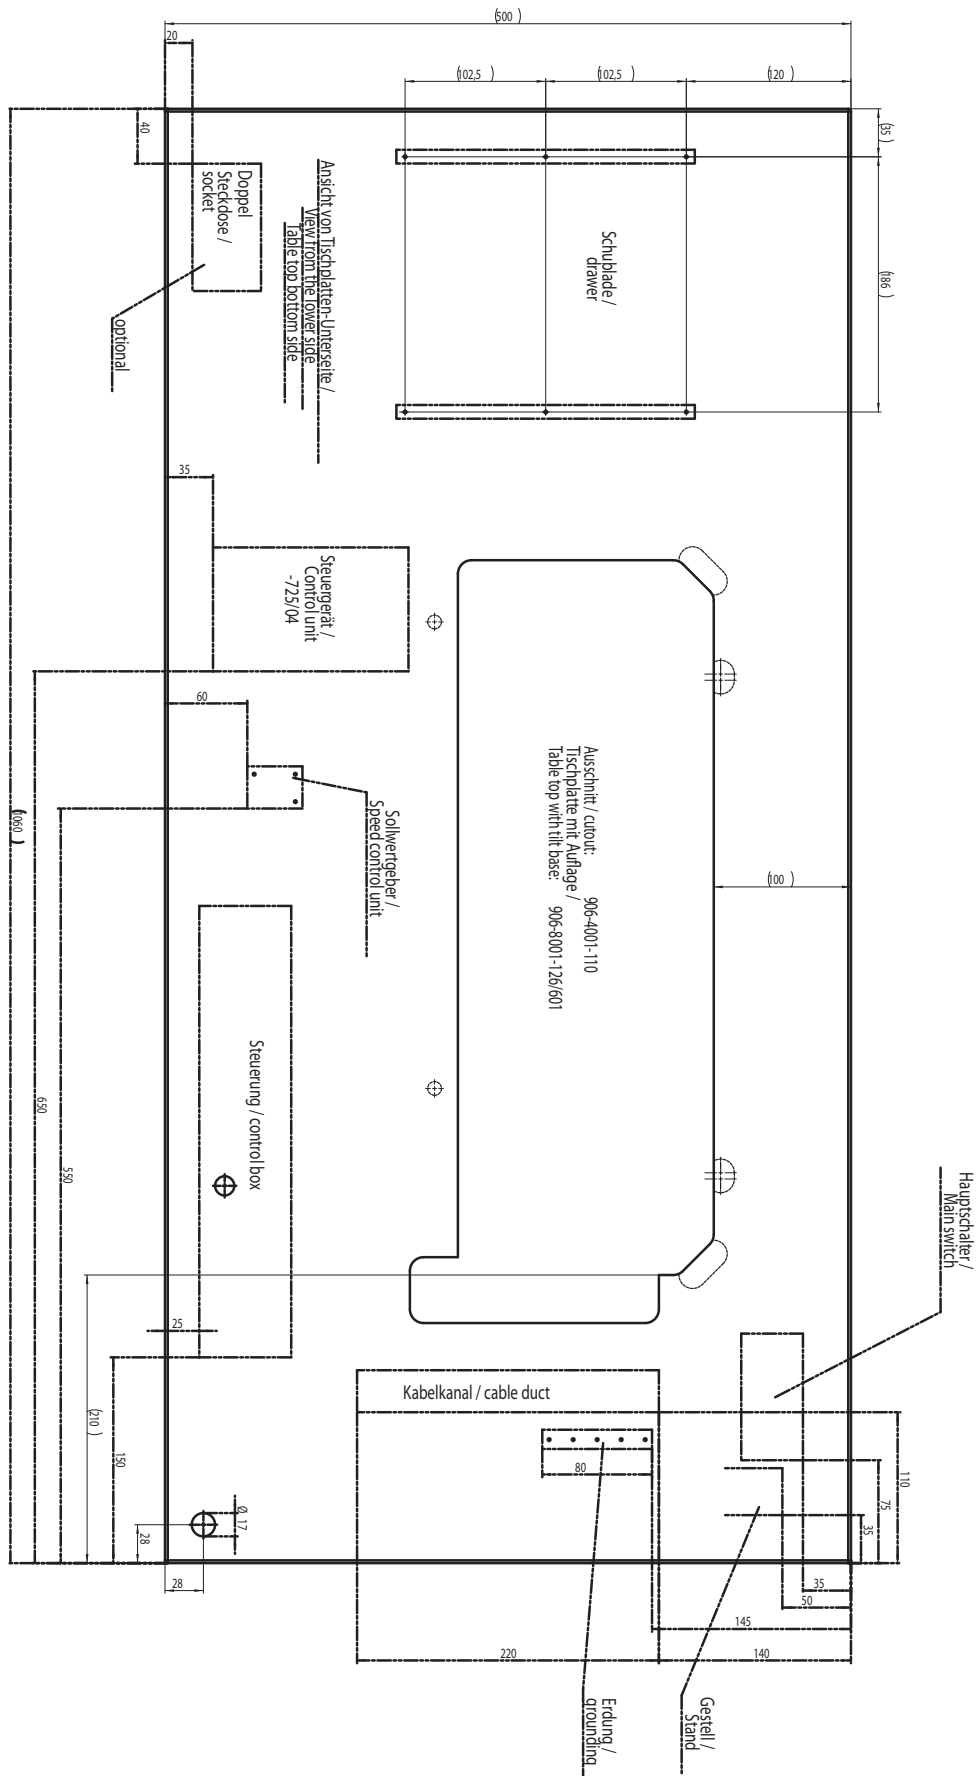 (500)
20
(102,5)
(102,5)
(120)
(35)
40
Doppel
Steckdose /
socket
optional
Ansicht von Tischplatten-Unterseite /
View from the lower side
Table top bottom side
Schublade /
drawer
(186)
35
Steuergerät /
Control unit
-725/04
60
Sollwertgeber /
Speed control unit
Ausschnitt / cutout: 906-4001-110
Tischplatte mit Auflage /
Table top with tilt base: 906-8001-126/601
(100)
Steuerung / control box
650
550
Hauptschalter /
Main switch
25
(210)
150
Kabelkanal / cable duct
80
110
75
35
Ø 17
28
28
35
50
145
220
140
Gestell /
Stand
Erdung /
grounding